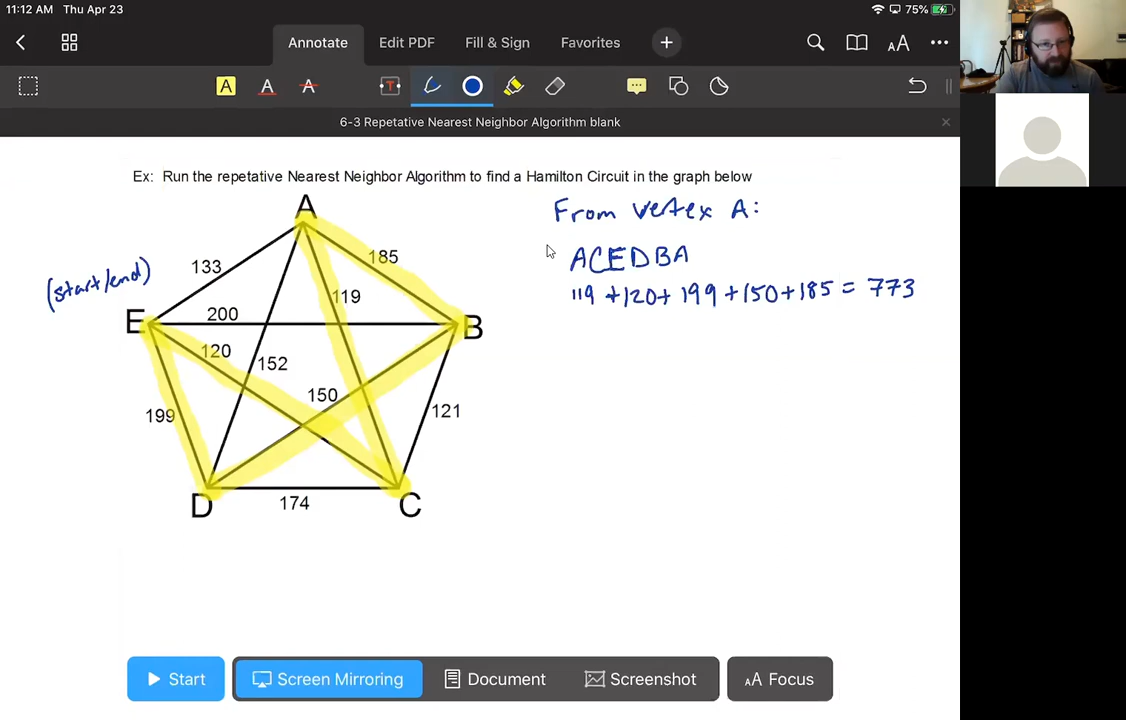 11:12 AM Thu Apr 23
75%
Annotate
Edit PDF
Fill & Sign
Favorites
AA
A
A
A
T
6-3 Repetative Nearest Neighbor Algorithm blank
Ex: Run the repetative Nearest Neighbor Algorithm to find a Hamilton Circuit in the graph below
From vertex A:
ACEDBA
119 + 120 + 199 + 150 + 185 = 773
A
185
133
(start/end)
119
200
E
B
120
152
150
199
121
D
174
C
Start
Screen Mirroring
Document
Screenshot
AA Focus